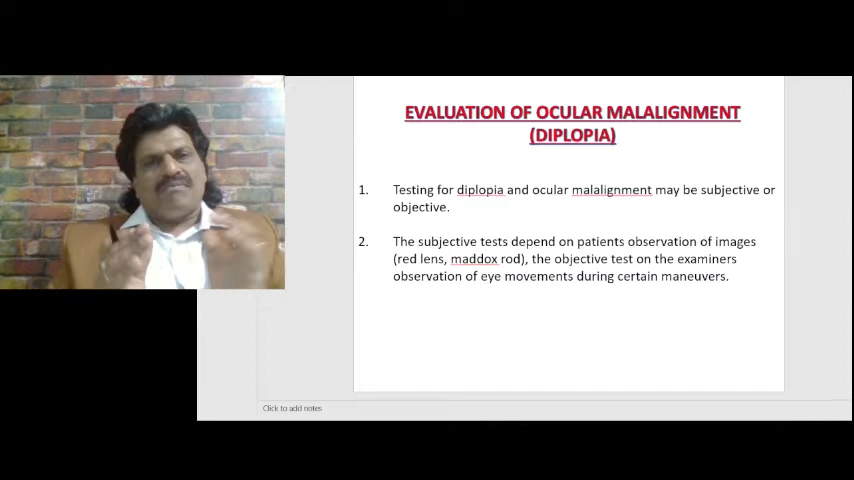 EVALUATION OF OCULAR MALALIGNMENT
(DIPLOPIA)
1. Testing for diplopia and ocular malalignment may be subjective or
objective.
2. The subjective tests depend on patients observation of images
(red lens, maddox rod), the objective test on the examiners
observation of eye movements during certain maneuvers.
Click to add notes